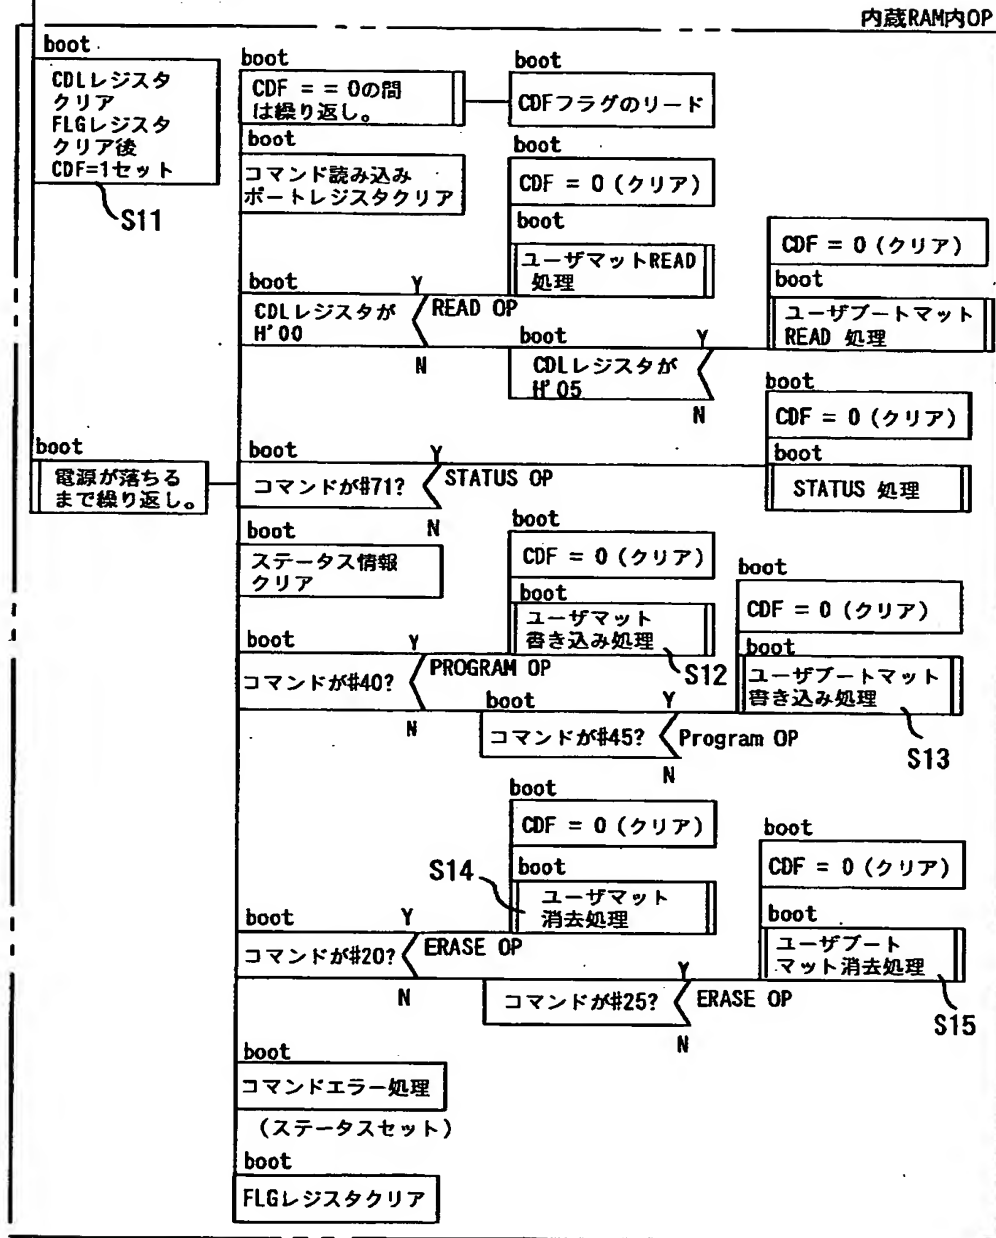 内蔵RAM内OP
boot
CDLレジスタ
クリア
FLGレジスタ
クリア後
CDF=1セット
S11
boot
電源が落ちる
まで繰り返し。
boot
CDF = = 0の間
は繰り返し。
boot
CDFフラグのリード
boot
コマンド読み込み
ポートレジスタクリア
boot
CDF = 0 (クリア)
boot
ユーザマットREAD
処理
boot
CDLレジスタが
H'00
Y
READ OP
N
boot
CDLレジスタが
H'05
Y
N
CDF = 0 (クリア)
boot
ユーザブートマット
READ 処理
boot
コマンドが#71?
Y
STATUS OP
N
boot
CDF = 0 (クリア)
boot
STATUS 処理
boot
ステータス情報
クリア
boot
CDF = 0 (クリア)
boot
ユーザマット
書き込み処理
S12
boot
コマンドが#40?
Y
PROGRAM OP
N
boot
コマンドが#45?
Y
Program OP
N
boot
CDF = 0 (クリア)
boot
ユーザブートマット
書き込み処理
S13
boot
CDF = 0 (クリア)
boot
S14
ユーザマット
消去処理
boot
コマンドが#20?
Y
ERASE OP
N
コマンドが#25?
Y
ERASE OP
N
boot
CDF = 0 (クリア)
boot
ユーザブート
マット消去処理
S15
boot
コマンドエラー処理
(ステータスセット)
boot
FLGレジスタクリア